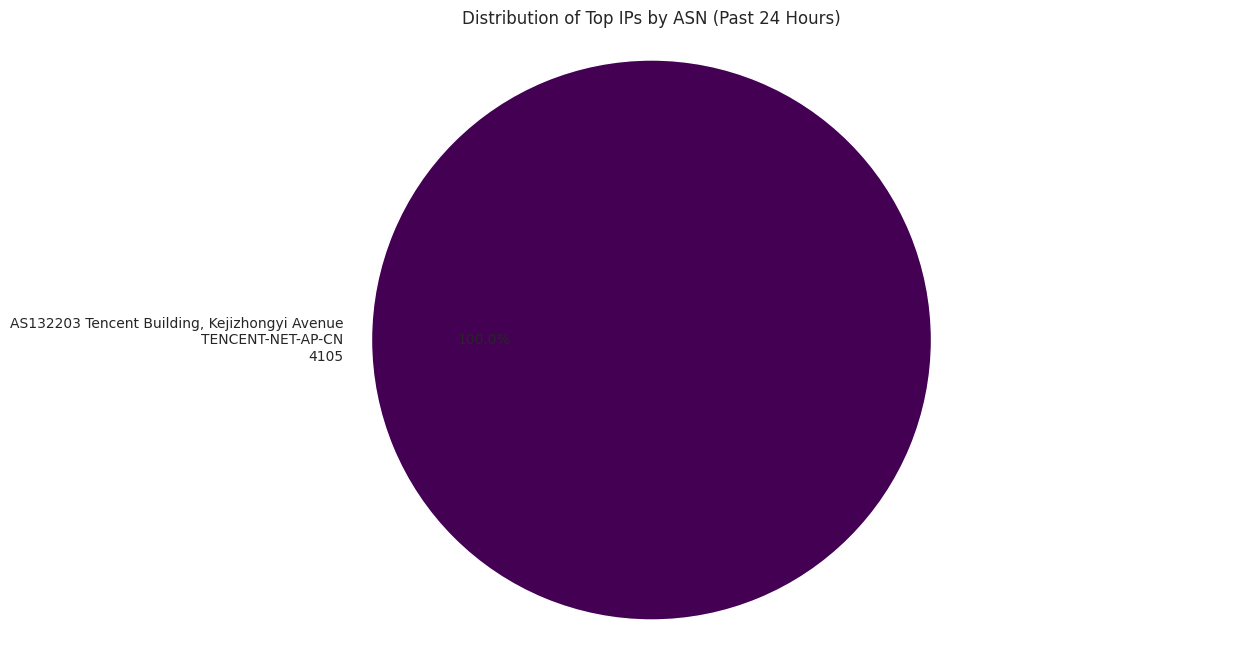 Distribution of Top IPs by ASN (Past 24 Hours)
AS132203 Tencent Building, Kejizhongyi Avenue
TENCENT-NET-AP-CN
4105
100.0%